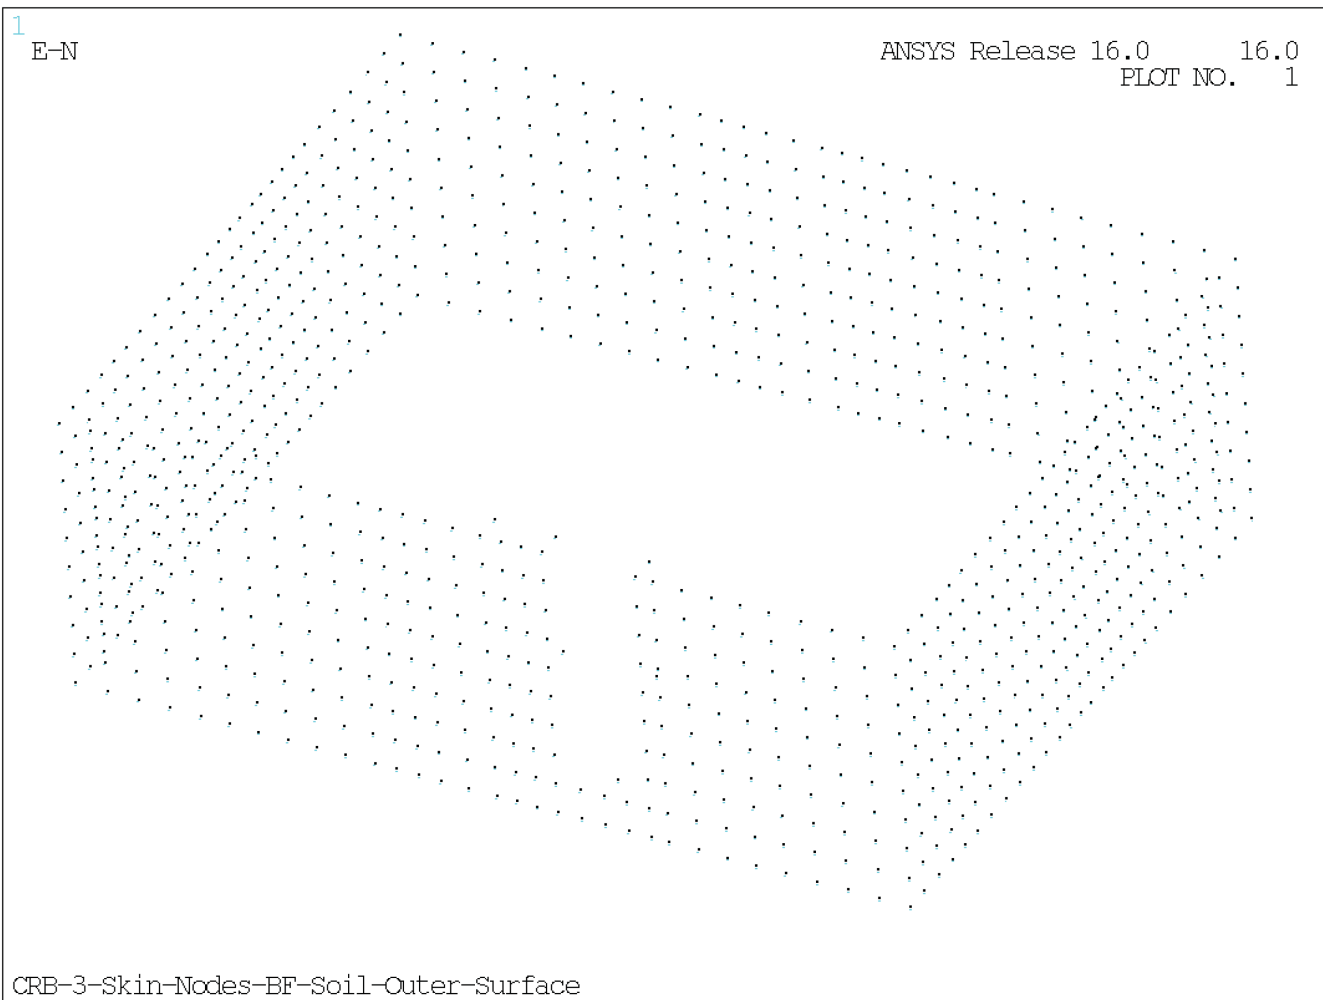 1
E-N
ANSYS Release 16.0 16.0
PLOT NO. 1
CRB-3-Skin-Nodes-BF-Soil-Outer-Surface